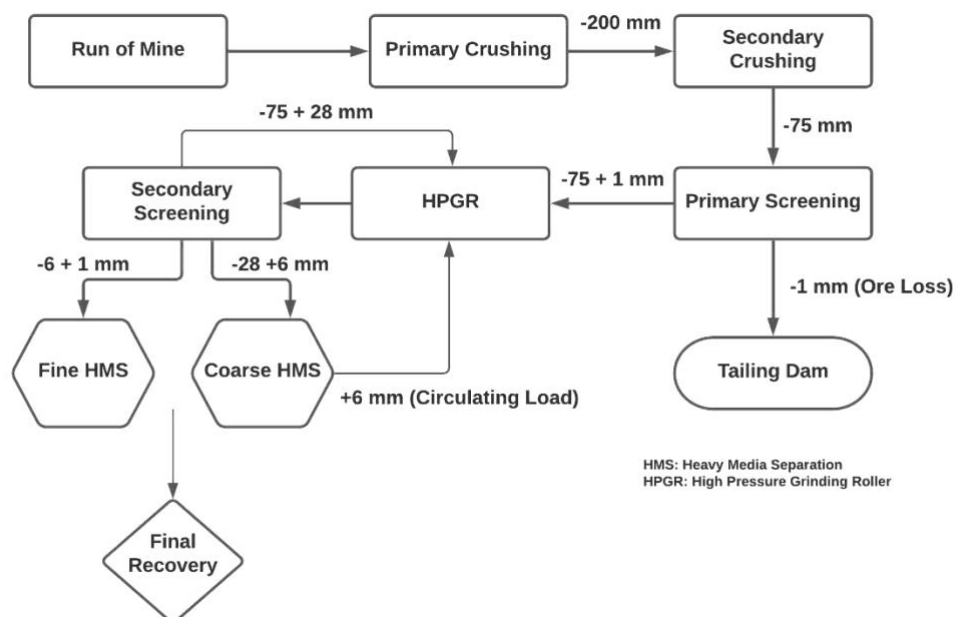 Run of Mine
Primary Crushing
-200 mm
Secondary
Crushing
-75 mm
-75 + 28 mm
Secondary
Screening
HPGR
-75 + 1 mm
Primary Screening
-6 + 1 mm
-28 +6 mm
-1 mm (Ore Loss)
Fine HMS
Coarse HMS
+6 mm (Circulating Load)
Tailing Dam
HMS: Heavy Media Separation
HPGR: High Pressure Grinding Roller
Final
Recovery